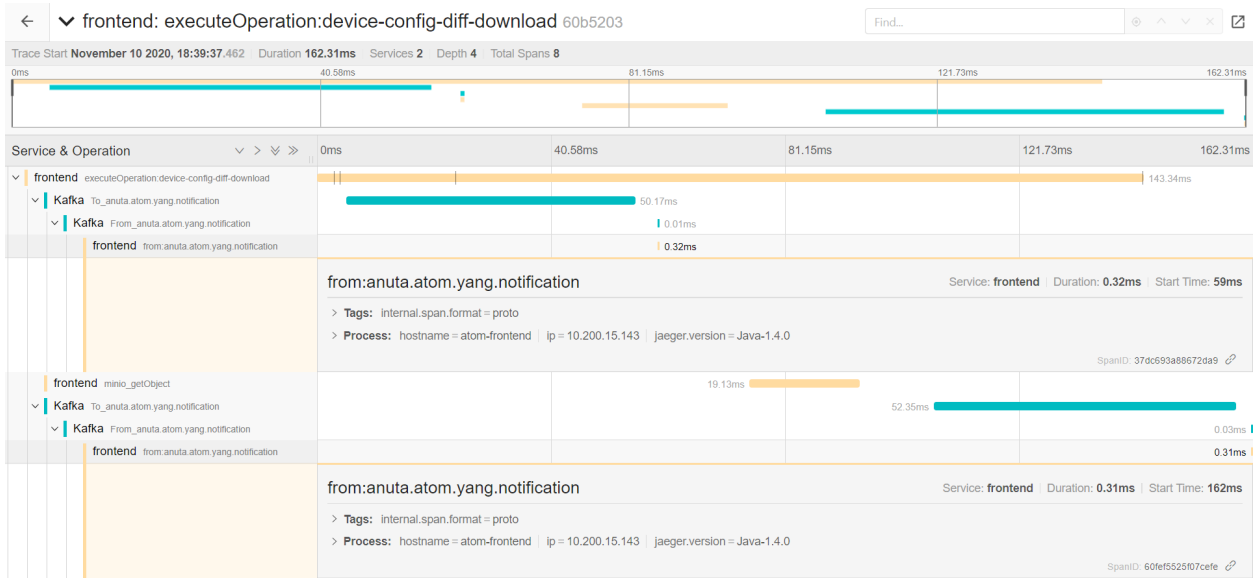 frontend: executeOperation:device-config-diff-download 60b5203
Find...
Trace Start November 10 2020, 18:39:37.462 Duration 162.31ms Services 2 Depth 4 Total Spans 8
0ms 40.58ms 81.15ms 121.73ms 162.31ms
Service & Operation 0ms 40.58ms 81.15ms 121.73ms 162.31ms
frontend executeOperation:device-config-diff-download 143.34ms
Kafka To_anuta.atom.yang.notification 50.17ms
Kafka From_anuta.atom.yang.notification 0.01ms
frontend from:anuta.atom.yang.notification 0.32ms
from:anuta.atom.yang.notification Service: frontend Duration: 0.32ms Start Time: 59ms
Tags: internal.span.format = proto
Process: hostname = atom-frontend ip = 10.200.15.143 jaeger.version = Java-1.4.0
SpanID: 37dc693a88672da9
frontend minio_getObject 19.13ms
Kafka To_anuta.atom.yang.notification 52.35ms
Kafka From_anuta.atom.yang.notification 0.03ms
frontend from:anuta.atom.yang.notification 0.31ms
from:anuta.atom.yang.notification Service: frontend Duration: 0.31ms Start Time: 162ms
Tags: internal.span.format = proto
Process: hostname = atom-frontend ip = 10.200.15.143 jaeger.version = Java-1.4.0
SpanID: 60fef5525f07cefe